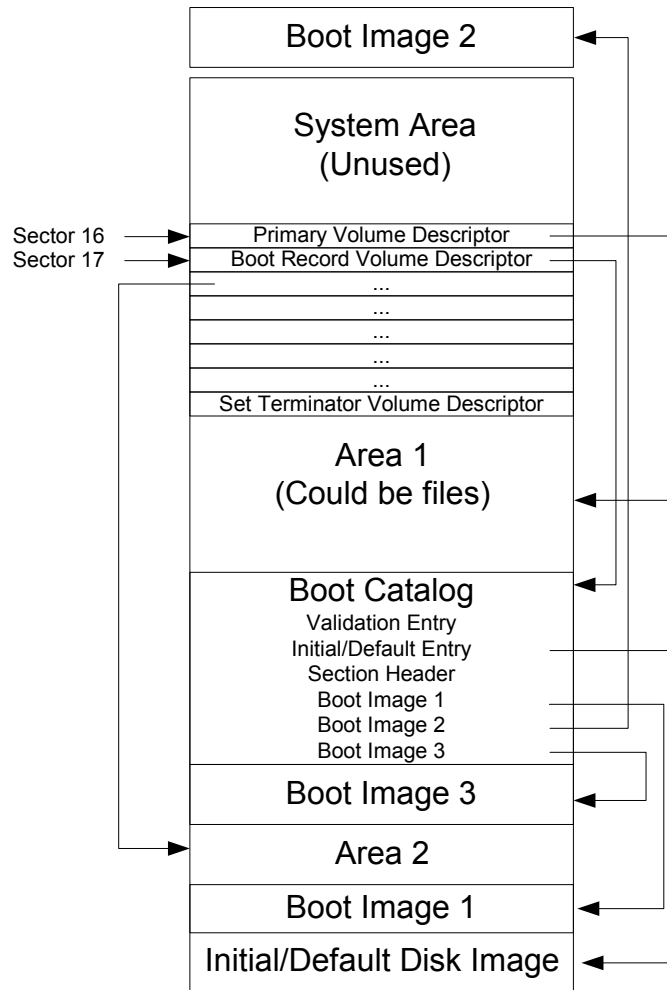 Boot Image 2
System Area
(Unused)
Sector 16
Primary Volume Descriptor
Sector 17
Boot Record Volume Descriptor
...
...
...
...
...
Set Terminator Volume Descriptor
Area 1
(Could be files)
Boot Catalog
Validation Entry
Initial/Default Entry
Section Header
Boot Image 1
Boot Image 2
Boot Image 3
Boot Image 3
Area 2
Boot Image 1
Initial/Default Disk Image